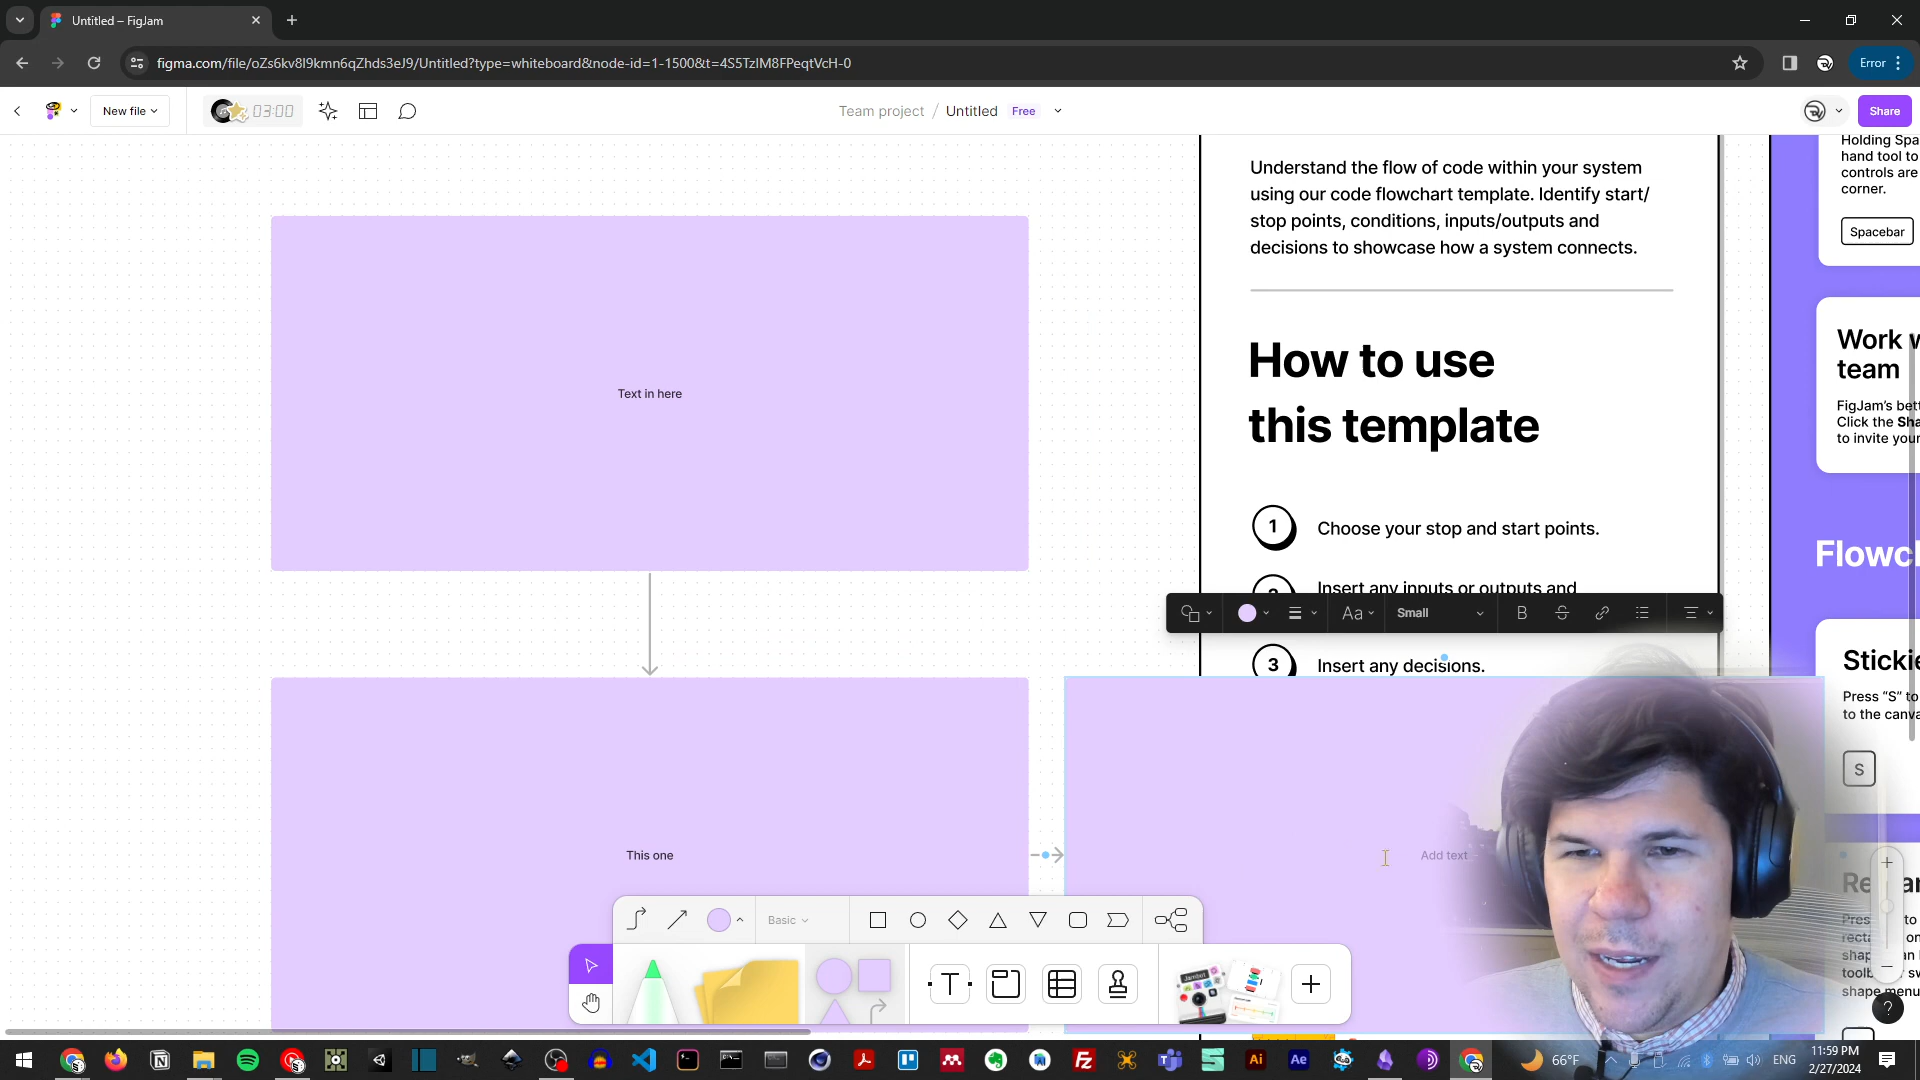 Untitled – FigJam
figma.com/file/oZs6kv8l9kmn6qZhds3eJ9/Untitled?type=whiteboard&node-id=1-1500&t=4S5TzIM8FPeqtVcH-0
Error
New file
03:00
Team project / Untitled Free
Share
Understand the flow of code within your system
using our code flowchart template. Identify start/
stop points, conditions, inputs/outputs and
decisions to showcase how a system connects.
How to use
this template
1 Choose your stop and start points.
Insert any inputs or outputs and
3 Insert any decisions.
Holding Spa
hand tool to
controls are
corner.
Spacebar
Work w
team
FigJam's bett
Click the Sha
to invite your
Flowc
Stickie
Press "S" to
to the canva
S
Text in here
Aa Small B S
This one
Add text
Basic
T
?
ENG
66°F
11:59 PM
2/27/2024